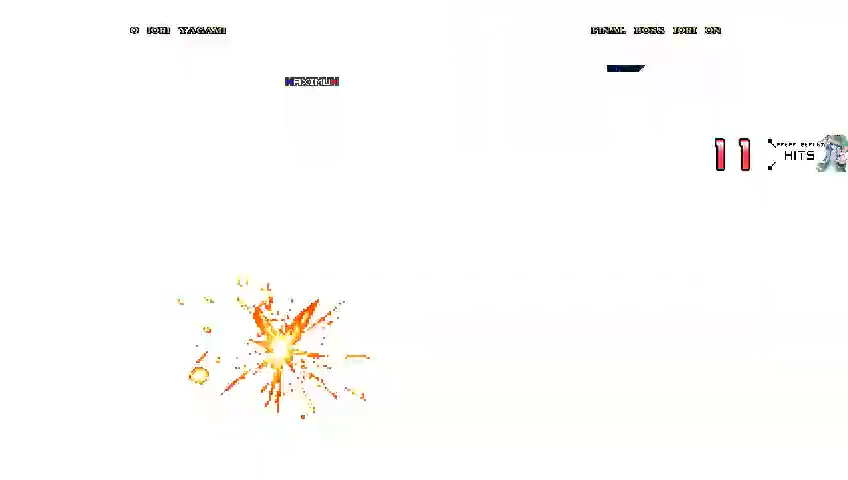 O IORI YAGAMI
FINAL BOSS IORI ON
MAXIMUM
11
HITS